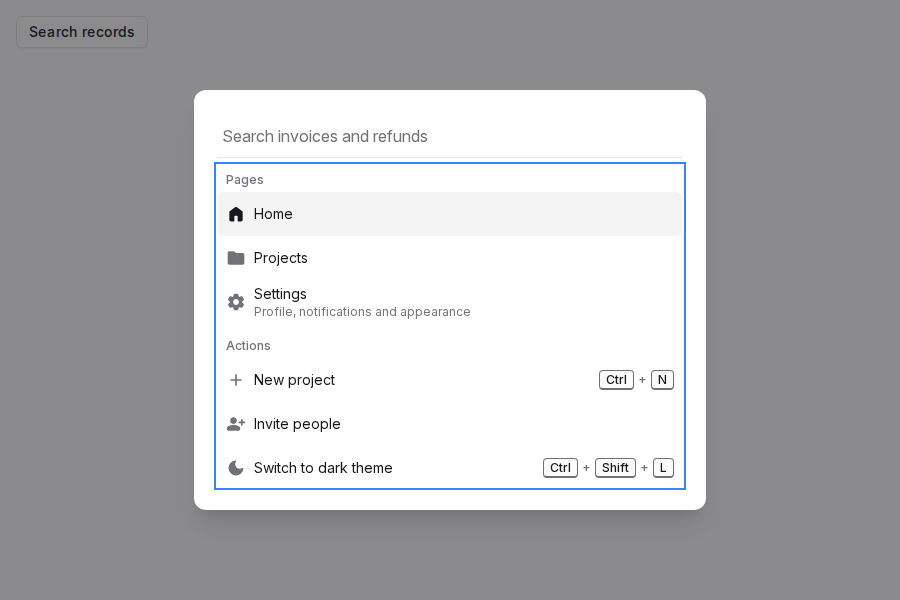 Search records
Search invoices and refunds
Pages
Home
Projects
Settings
Profile, notifications and appearance
Actions
New project Ctrl + N
Invite people
Switch to dark theme Ctrl + Shift + L